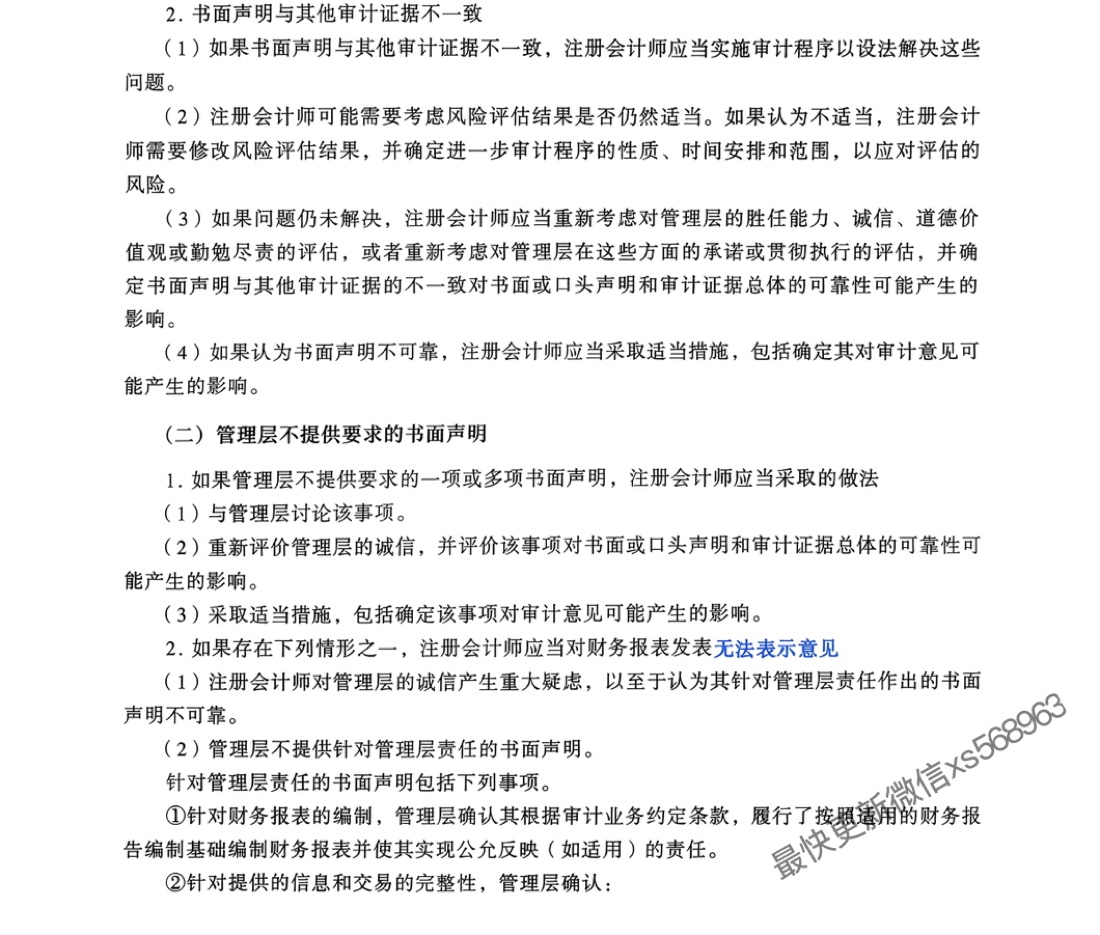 2. 书面声明与其他审计证据不一致
（1）如果书面声明与其他审计证据不一致，注册会计师应当实施审计程序以设法解决这些
问题。
（2）注册会计师可能需要考虑风险评估结果是否仍然适当。如果认为不适当，注册会计
师需要修改风险评估结果，并确定进一步审计程序的性质、时间安排和范围，以应对评估的
风险。
（3）如果问题仍未解决，注册会计师应当重新考虑对管理层的胜任能力、诚信、道德价
值观或勤勉尽责的评估，或者重新考虑对管理层在这些方面的承诺或贯彻执行的评估，并确
定书面声明与其他审计证据的不一致对书面或口头声明和审计证据总体的可靠性可能产生的
影响。
（4）如果认为书面声明不可靠，注册会计师应当采取适当措施，包括确定其对审计意见可
能产生的影响。
（二）管理层不提供要求的书面声明
1. 如果管理层不提供要求的一项或多项书面声明，注册会计师应当采取的做法
（1）与管理层讨论该事项。
（2）重新评价管理层的诚信，并评价该事项对书面或口头声明和审计证据总体的可靠性可
能产生的影响。
（3）采取适当措施，包括确定该事项对审计意见可能产生的影响。
2. 如果存在下列情形之一，注册会计师应当对财务报表发表无法表示意见
（1）注册会计师对管理层的诚信产生重大疑虑，以至于认为其针对管理层责任作出的书面
声明不可靠。
（2）管理层不提供针对管理层责任的书面声明。
针对管理层责任的书面声明包括下列事项。
①针对财务报表的编制，管理层确认其根据审计业务约定条款，履行了按照适用的财务报
告编制基础编制财务报表并使其实现公允反映（如适用）的责任。
②针对提供的信息和交易的完整性，管理层确认：
最快更新微信xs568963